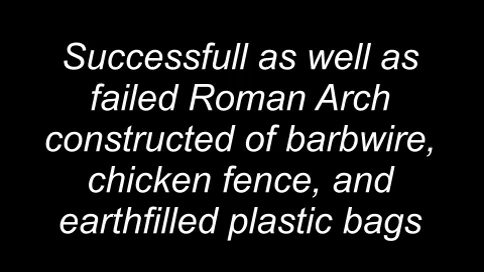 Successfull as well as
failed Roman Arch
constructed of barbwire,
chicken fence, and
earthfilled plastic bags